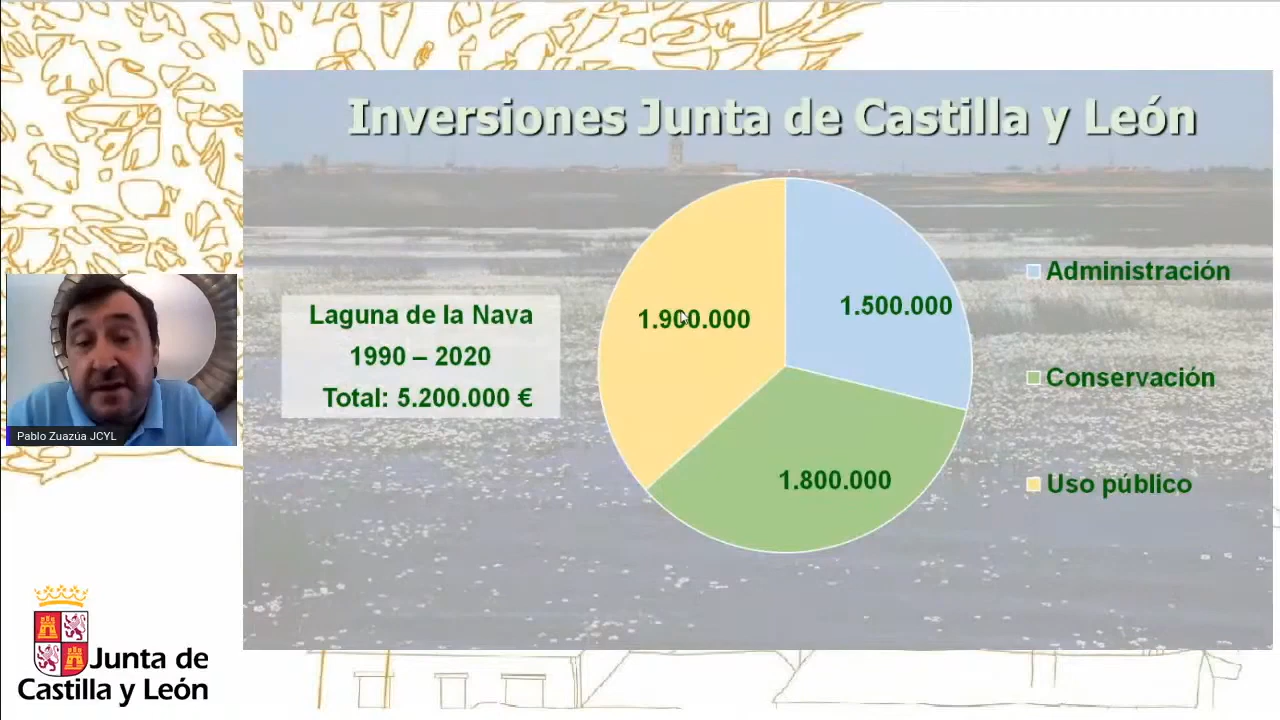 Inversiones Junta de Castilla y León
Laguna de la Nava
1990 – 2020
Total: 5.200.000 €
1.900.000
1.500.000
1.800.000
Administración
Conservación
Uso público
Pablo Zuazúa JCYL
Junta de
Castilla y León